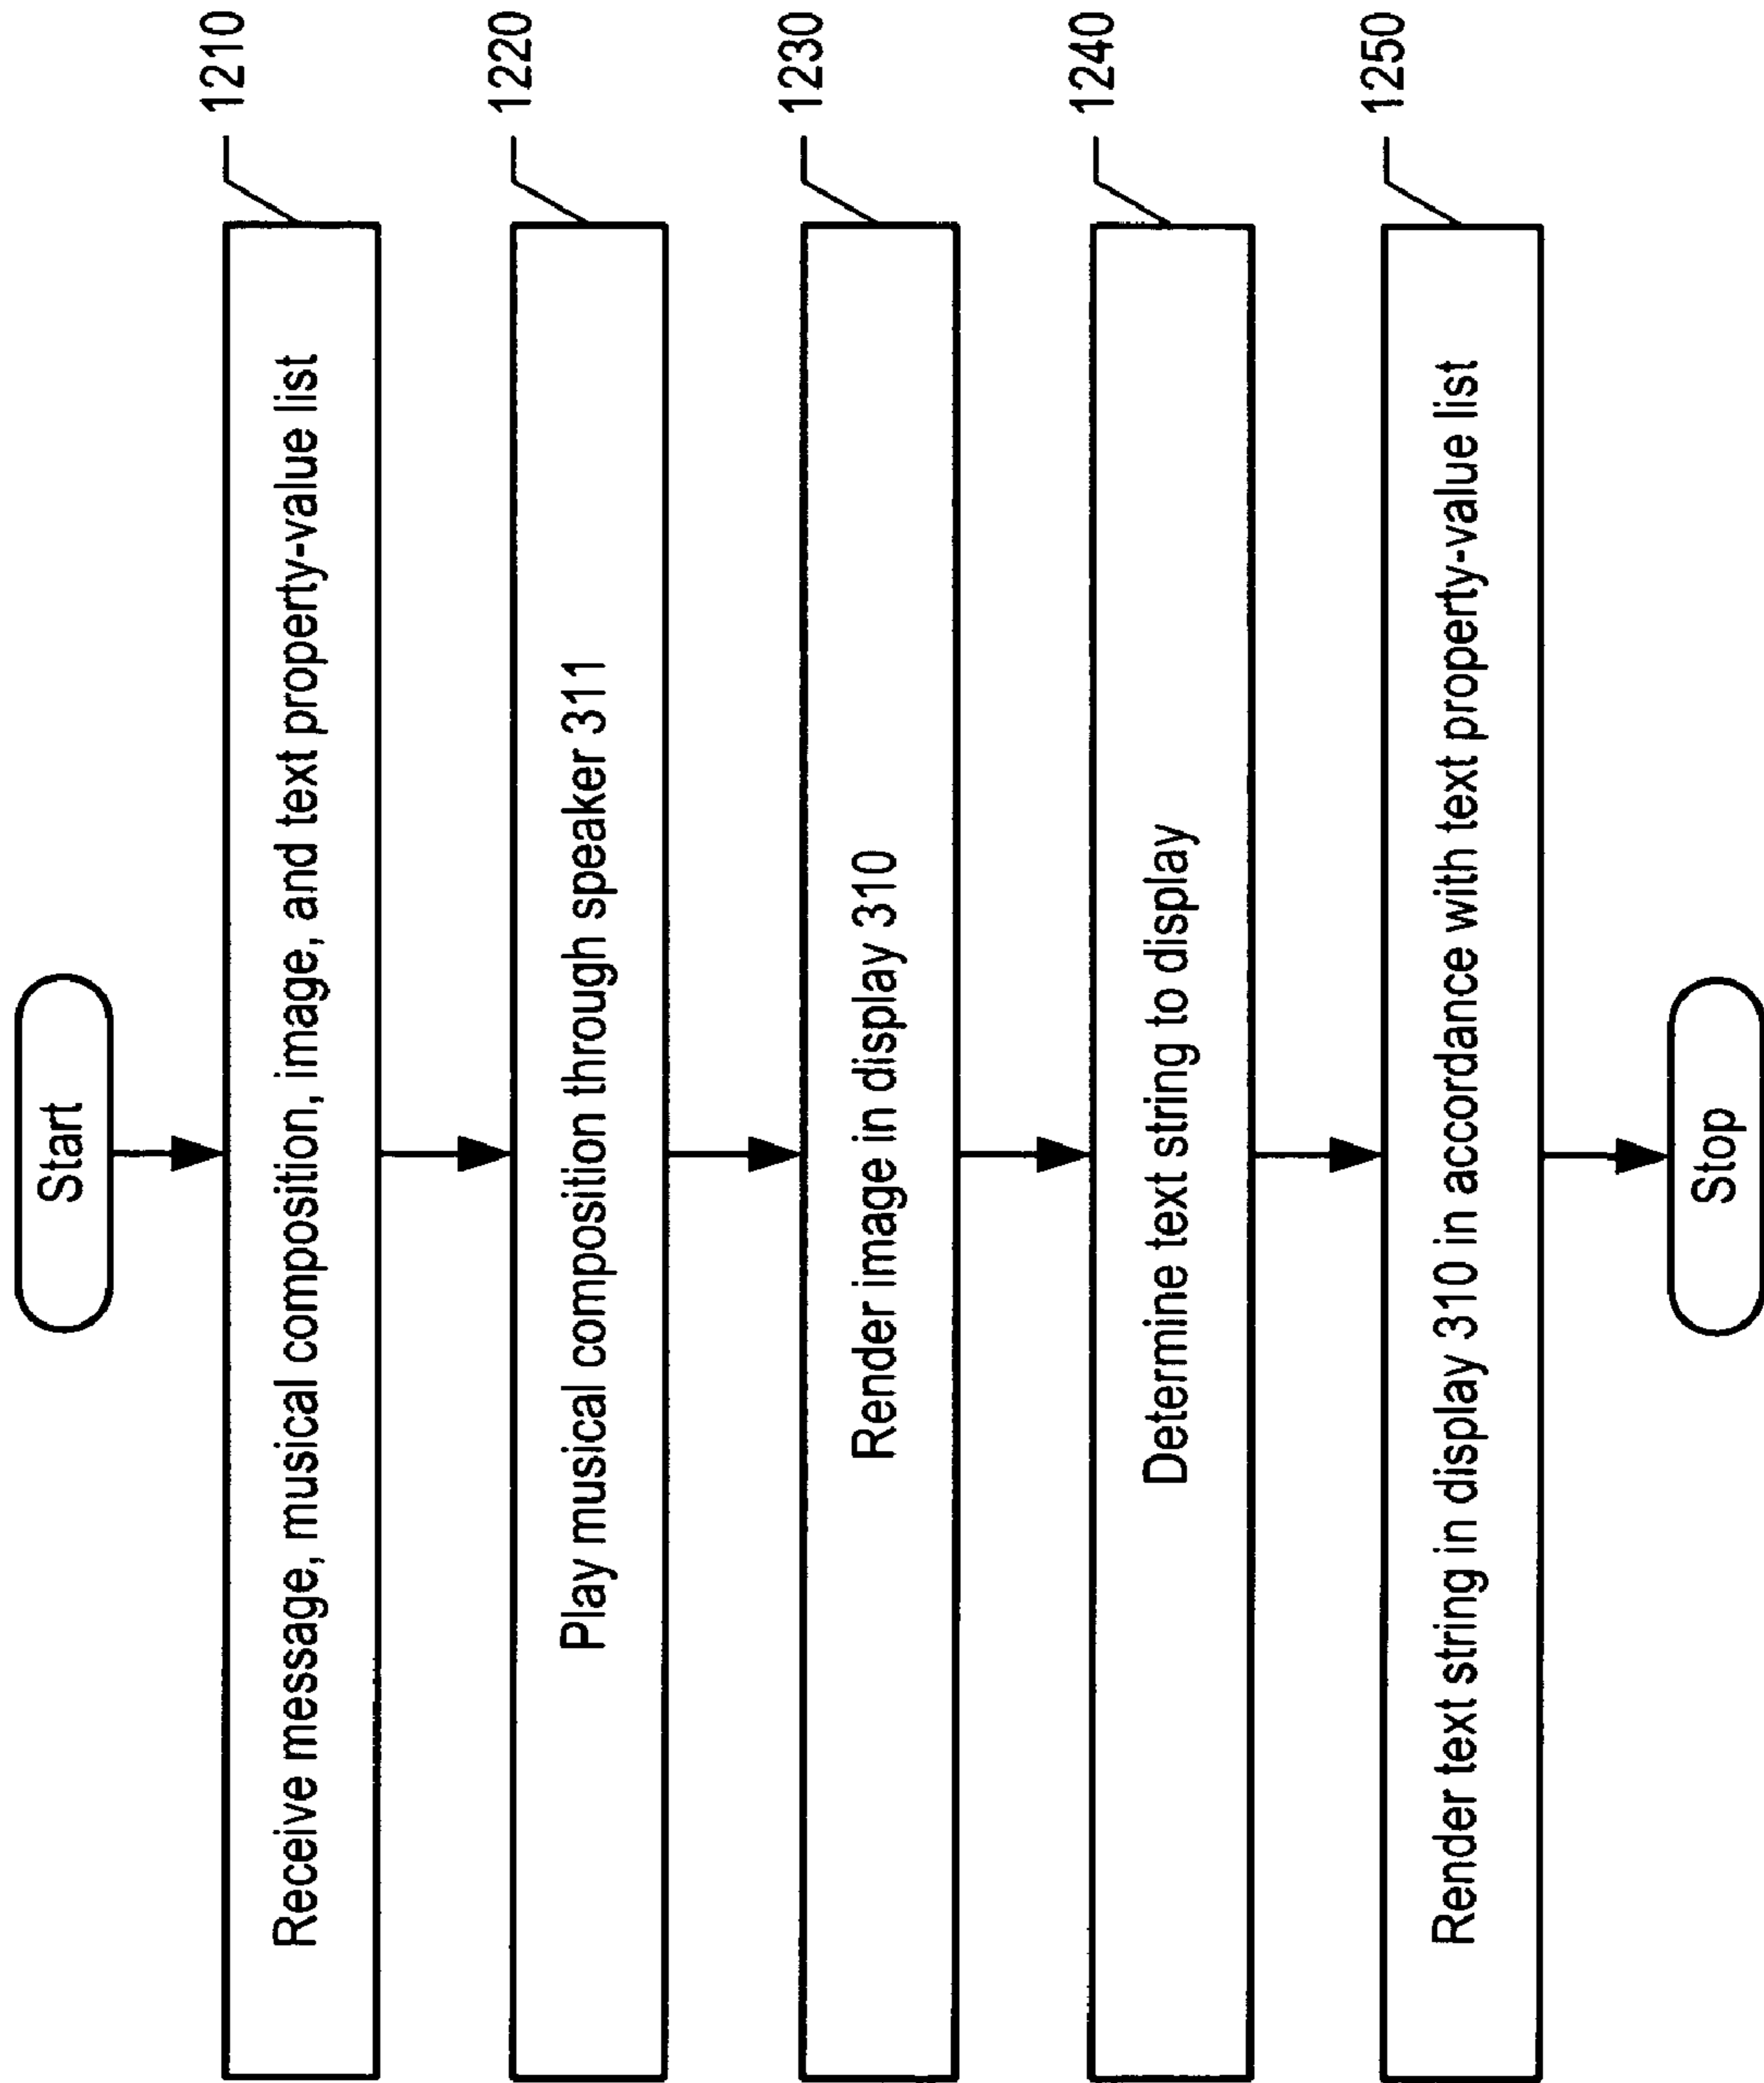 Start
Receive message, musical composition, image, and text property-value list
1210
Play musical composition through speaker 311
1220
Render image in display 310
1230
Determine text string to display
1240
Render text string in display 310 in accordance with text property-value list
1250
Stop